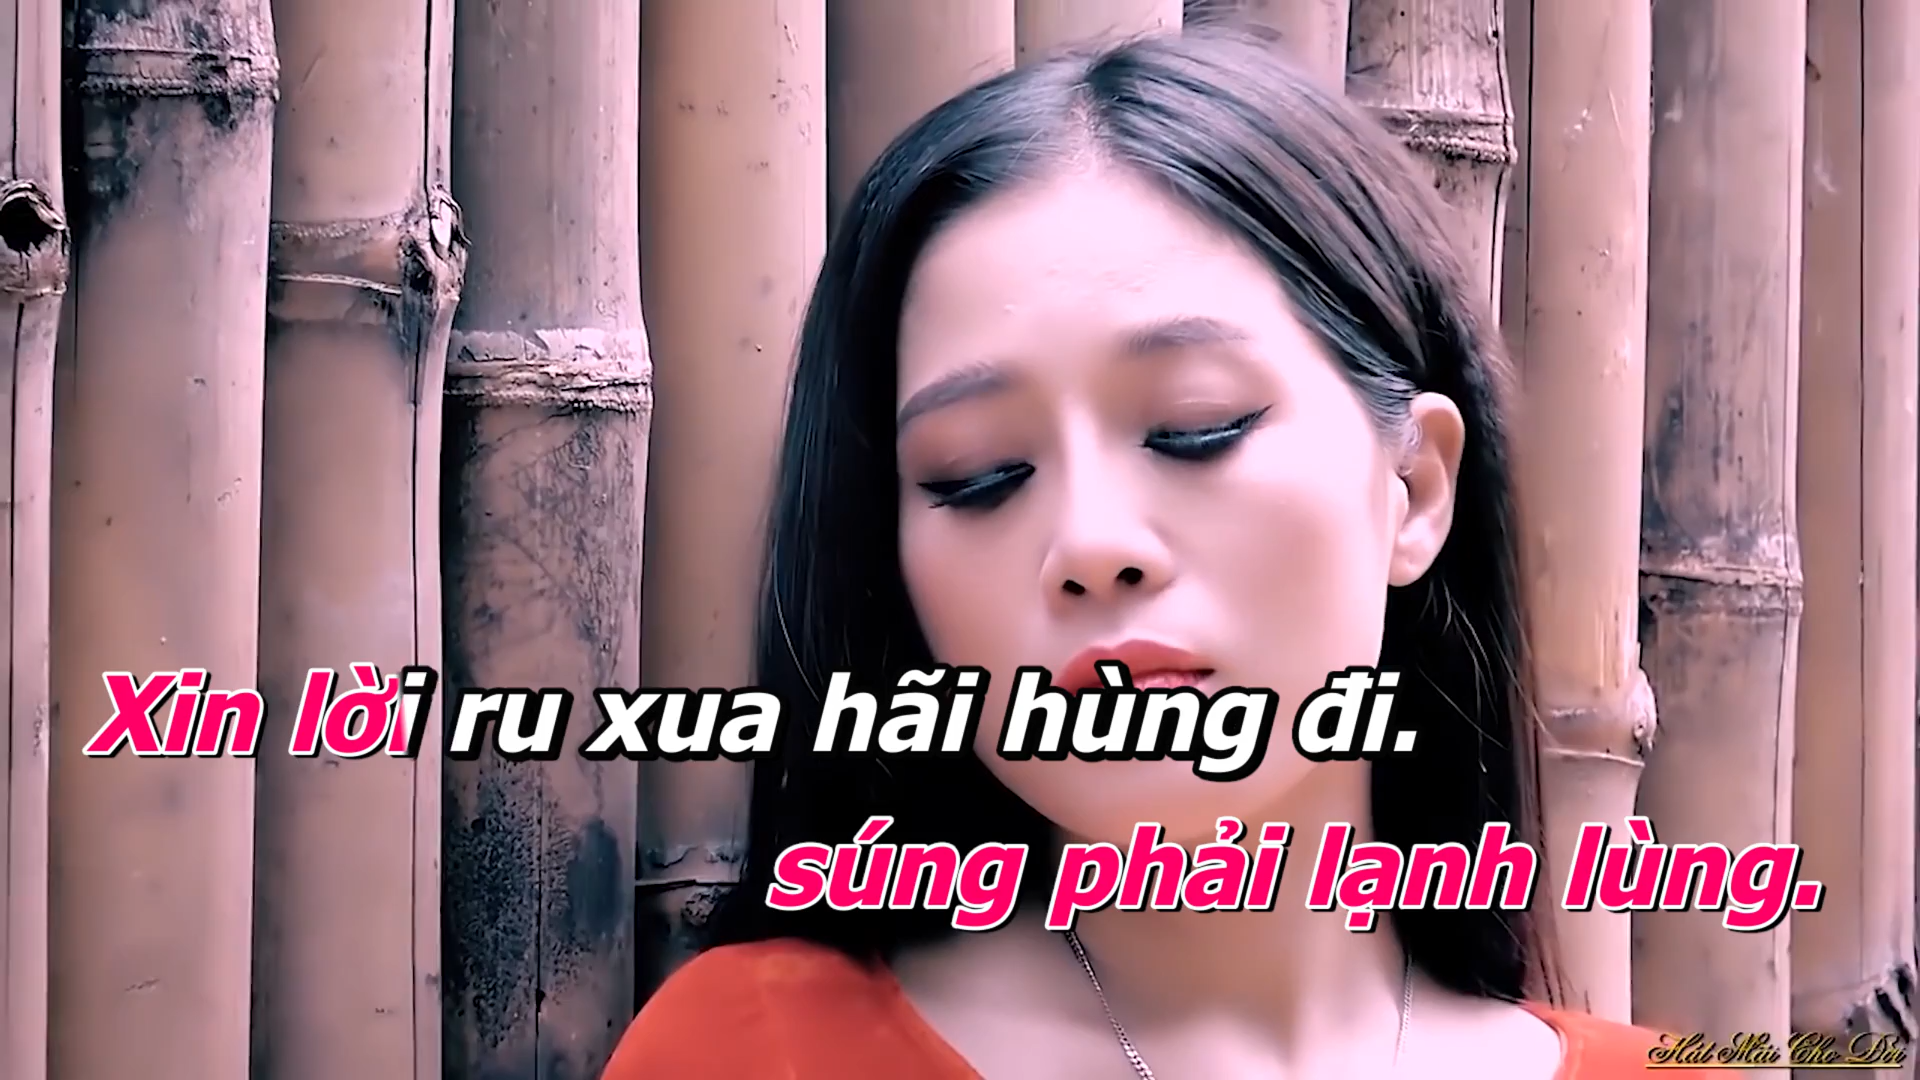 Xin lời ru xua hãi hùng đi.
súng phải lạnh lùng.
Hát Mãi Cho Đời